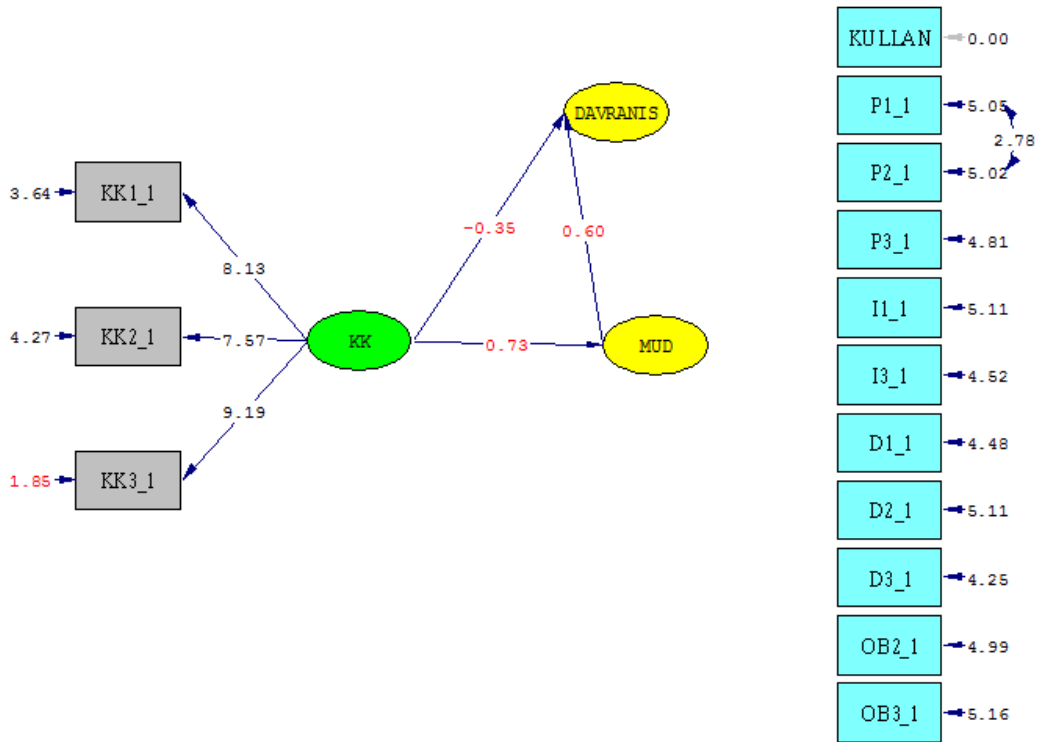 KULLAN
0.00
P1_1
5.05
2.78
P2_1
5.02
P3_1
4.81
I1_1
5.11
I3_1
4.52
D1_1
4.48
D2_1
5.11
D3_1
4.25
OB2_1
4.99
OB3_1
5.16
DAVRANIS
-0.35
0.60
MUD
0.73
KK
8.13
7.57
9.19
3.64
KK1_1
4.27
KK2_1
1.85
KK3_1